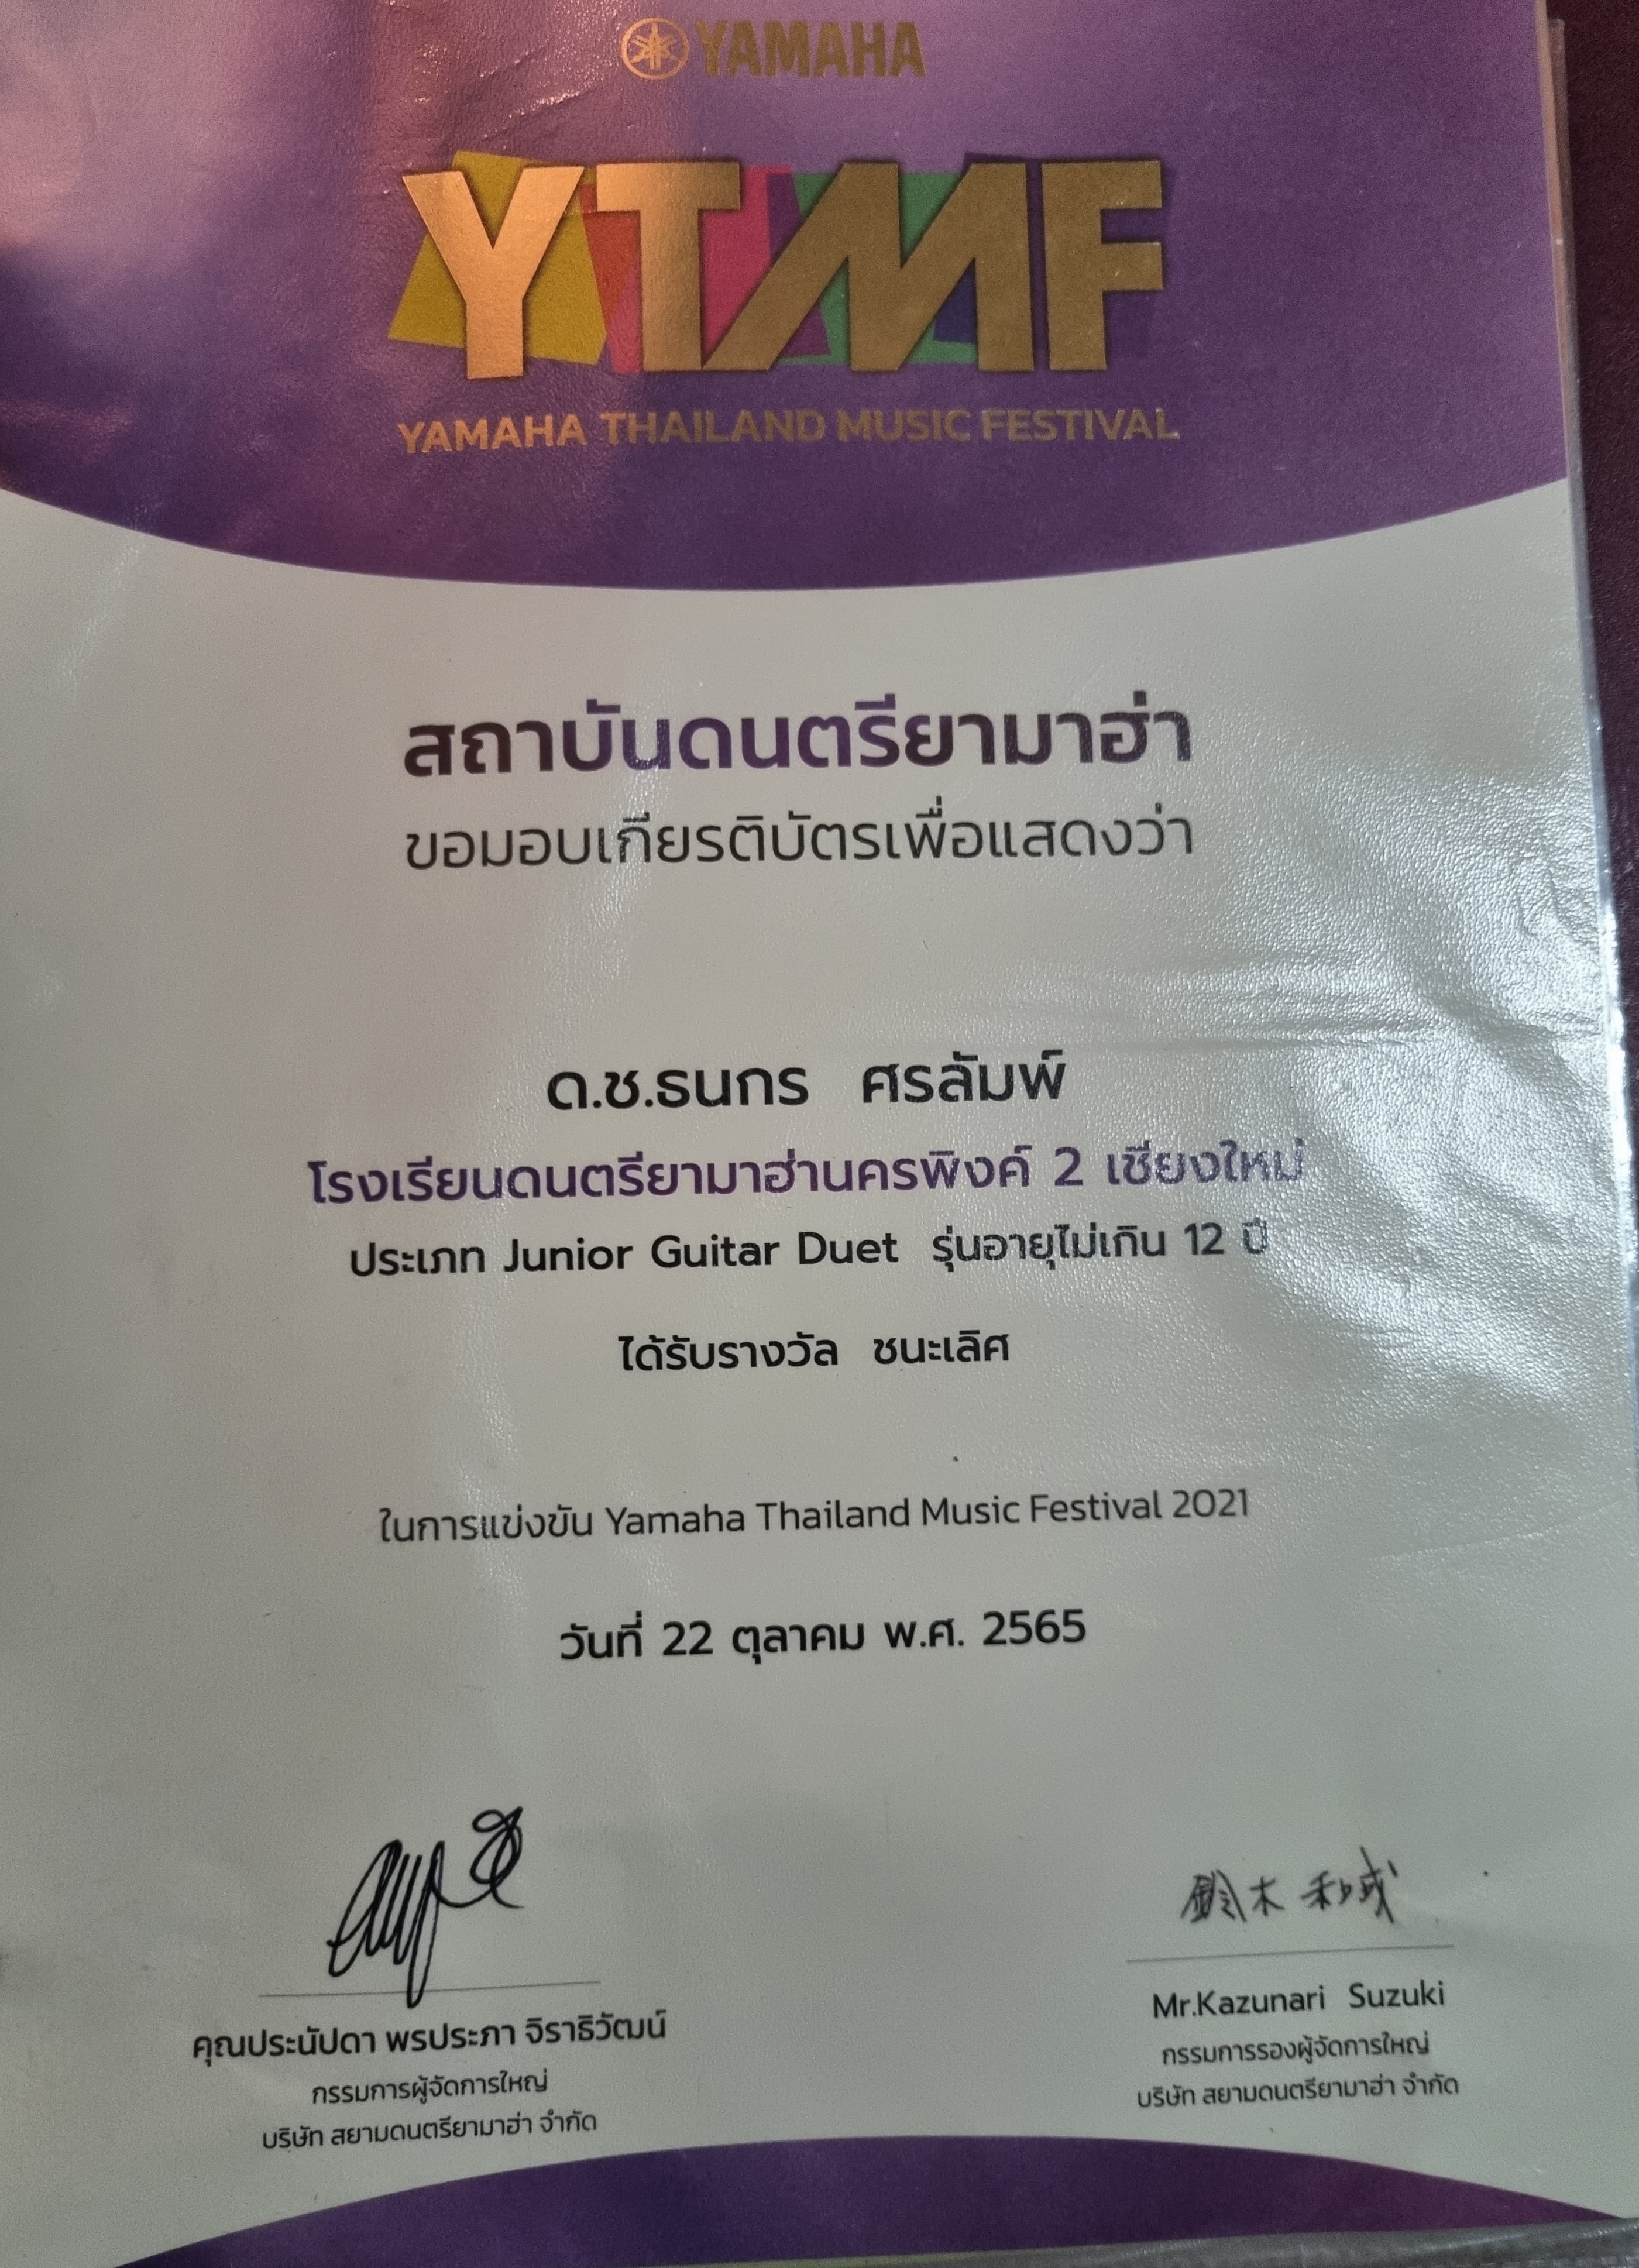 YAMAHA
YTMF
YAMAHA THAILAND MUSIC FESTIVAL
สถาบันดนตรียามาฮ่า
ขอมอบเกียรติบัตรเพื่อแสดงว่า
ด.ช.ธนกร ศรลัมพ์
โรงเรียนดนตรียามาฮ่านครพิงค์ 2 เชียงใหม่
ประเภท Junior Guitar Duet รุ่นอายุไม่เกิน 12 ปี
ได้รับรางวัล ชนะเลิศ
ในการแข่งขัน Yamaha Thailand Music Festival 2021
วันที่ 22 ตุลาคม พ.ศ. 2565
鈴木 和成
คุณประนัปดา พรประภา จิราธิวัฒน์
กรรมการผู้จัดการใหญ่
บริษัท สยามดนตรียามาฮ่า จำกัด
Mr.Kazunari Suzuki
กรรมการรองผู้จัดการใหญ่
บริษัท สยามดนตรียามาฮ่า จำกัด